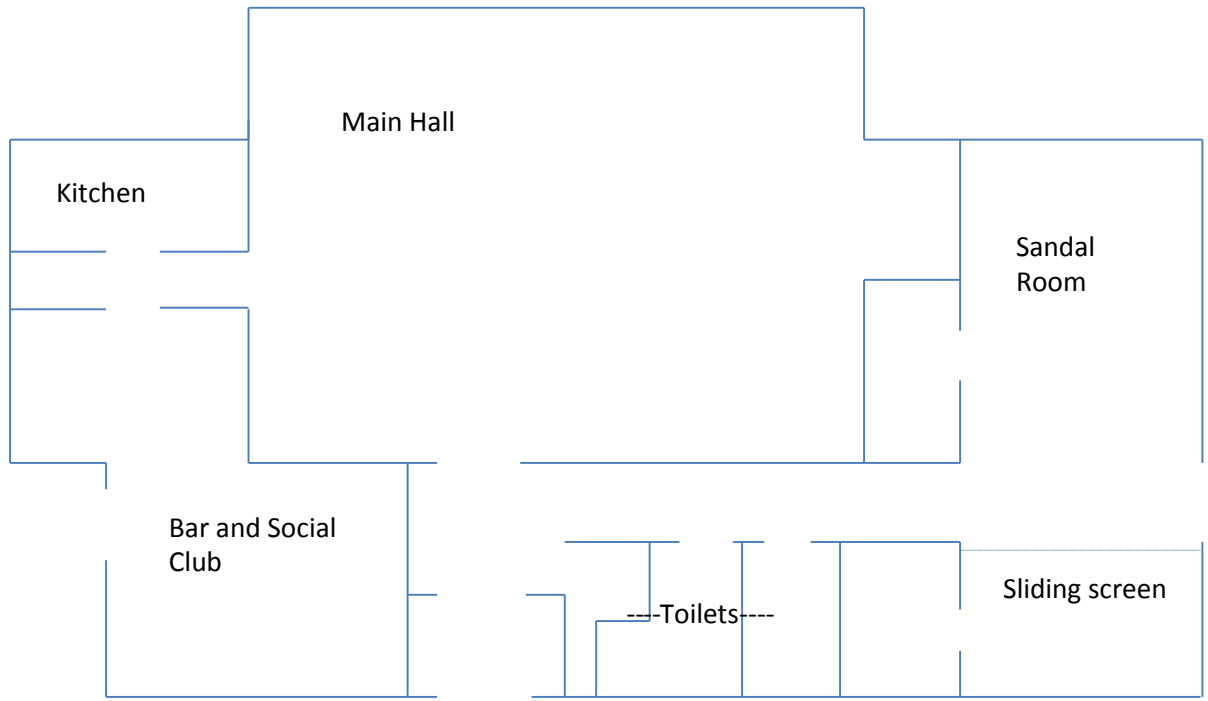 Main Hall
Kitchen
Sandal
Room
Bar and Social
Club
Sliding screen
----Toilets----